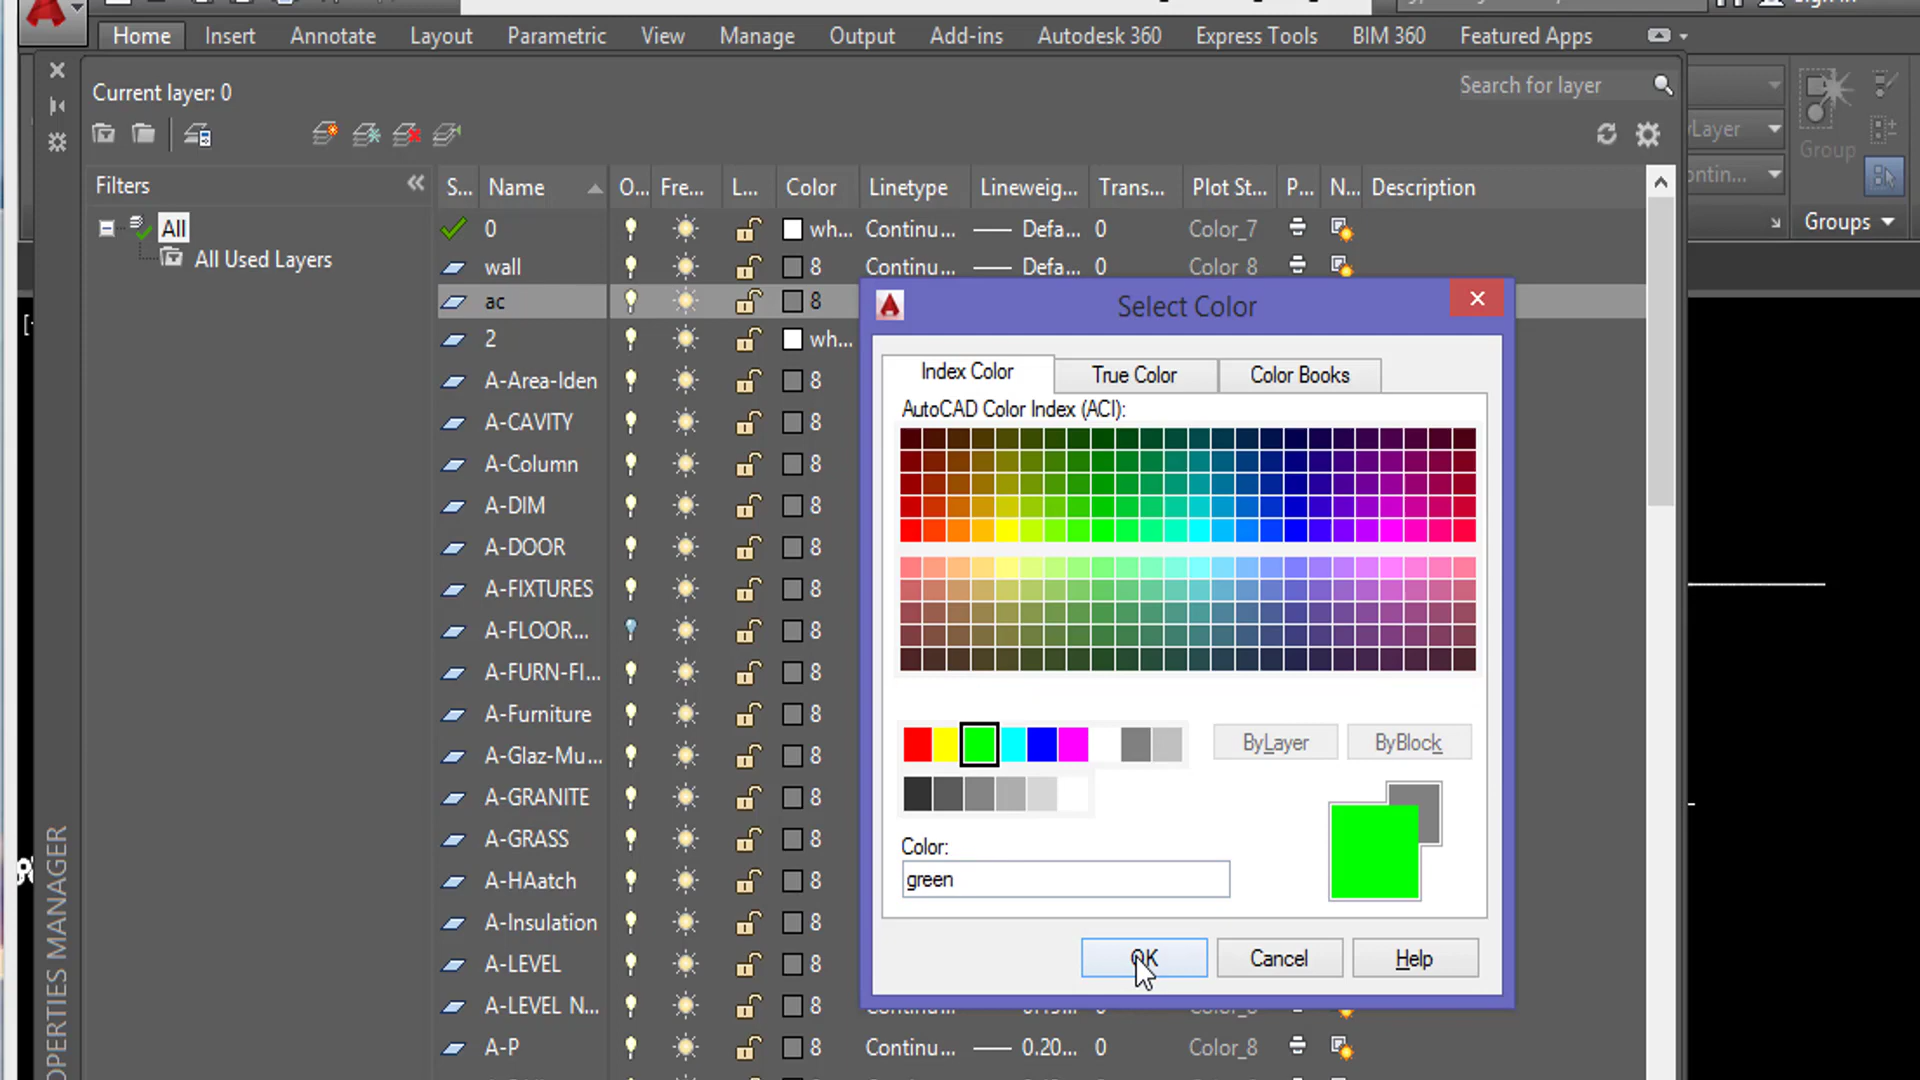 Home Insert Annotate Layout Parametric View Manage Output Add-ins Autodesk 360 Express Tools BIM 360 Featured Apps
Current layer: 0
Search for layer
Filters
All
All Used Layers
S... Name O... Fre... L... Color Linetype Lineweig... Trans... Plot St... P... N... Description
0 wh... Continu... Defa... 0 Color_7
wall 8 Continu... Defa... 0 Color_8
ac 8
2 wh...
A-Area-Iden 8
A-CAVITY 8
A-Column 8
A-DIM 8
A-DOOR 8
A-FIXTURES 8
A-FLOOR... 8
A-FURN-FI... 8
A-Furniture 8
A-Glaz-Mu... 8
A-GRANITE 8
A-GRASS 8
A-HAatch 8
A-Insulation 8
A-LEVEL 8
A-LEVEL N... 8
A-P 8 Continu... 0.20... 0 Color_8
Select Color
Index Color True Color Color Books
AutoCAD Color Index (ACI):
ByLayer ByBlock
Color:
green
OK Cancel Help
Group
Groups
yLayer
ontin...
OPERTIES MANAGER